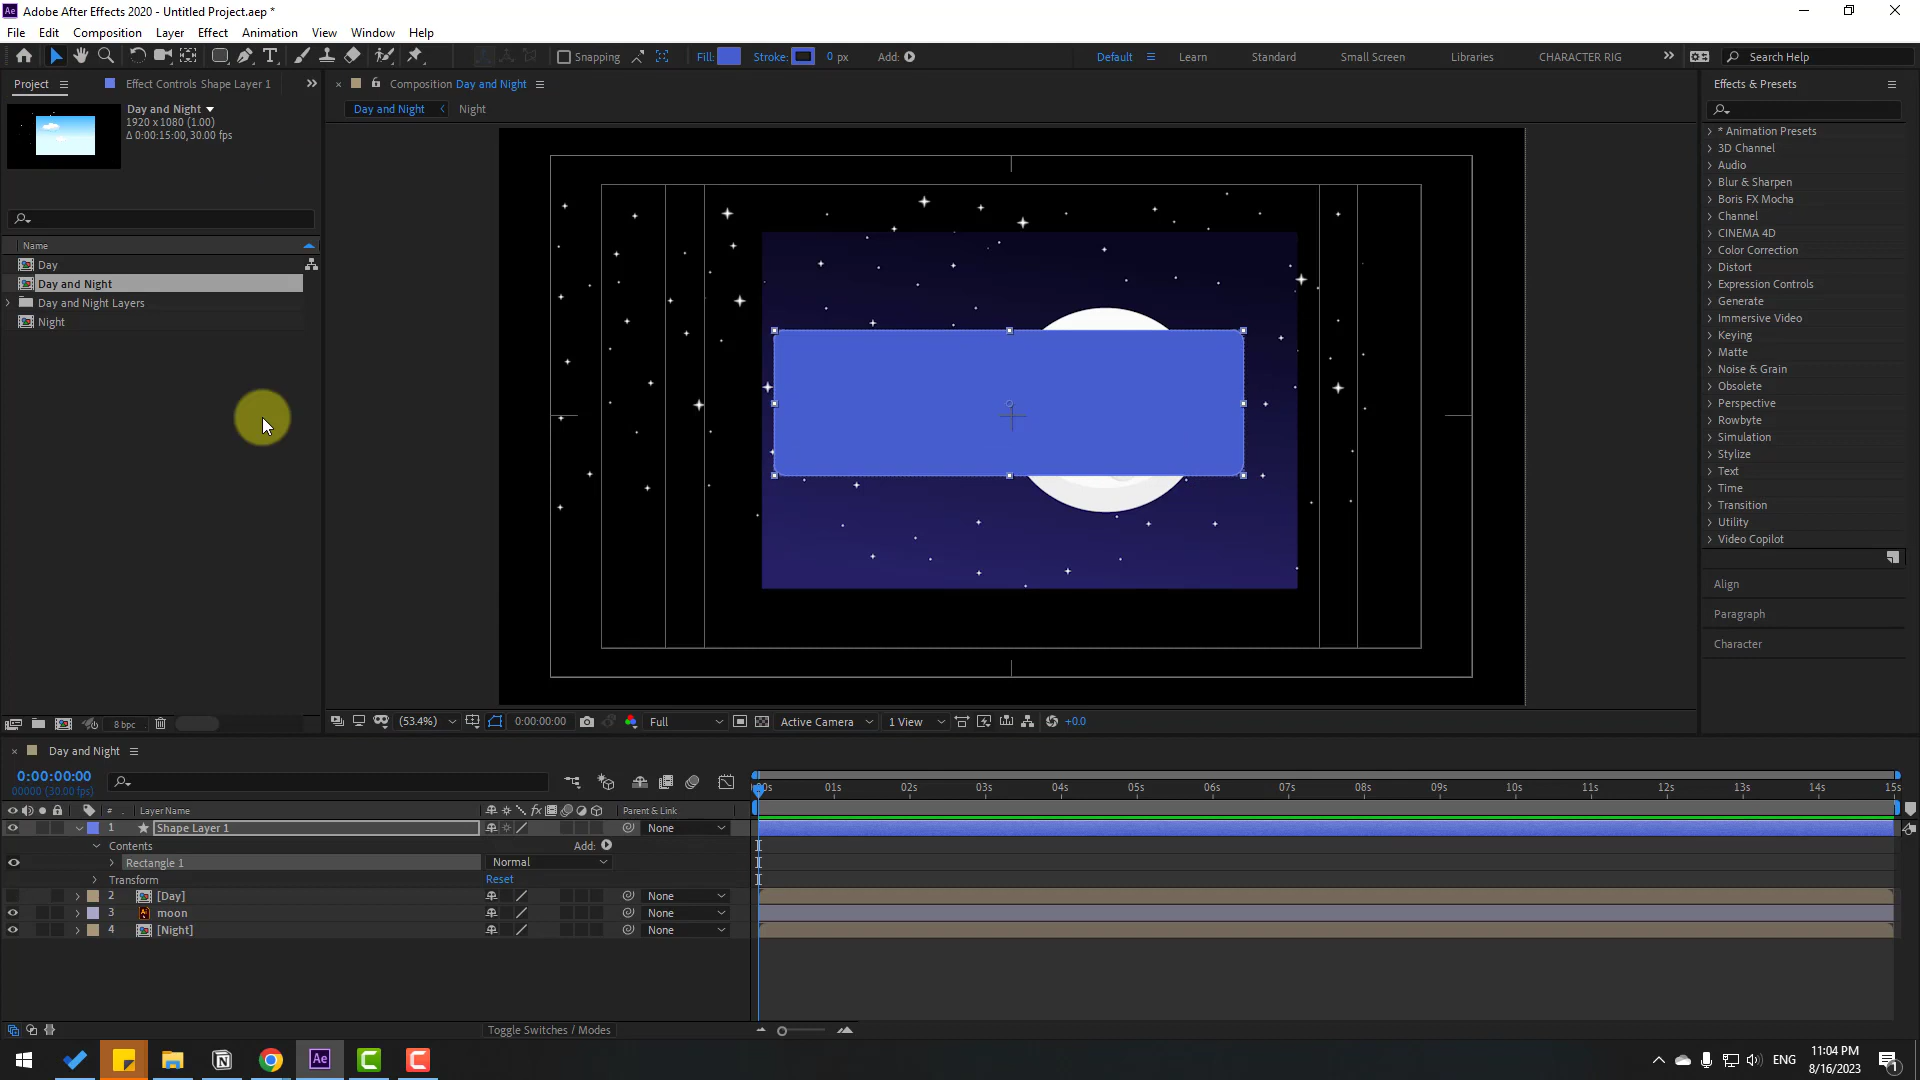 Adobe After Effects 2020 - Untitled Project.aep *
File Edit Composition Layer Effect Animation View Window Help
Snapping Fill: Stroke: 0 px Add: Default Learn Standard Small Screen Libraries CHARACTER RIG Search Help
Project Effect Controls Shape Layer 1
Composition Day and Night
Effects & Presets
Day and Night
1920 x 1080 (1.00)
Δ 0:00:15:00, 30.00 fps
Day and Night Night
Name
Day
Day and Night
Day and Night Layers
Night
* Animation Presets
3D Channel
Audio
Blur & Sharpen
Boris FX Mocha
Channel
CINEMA 4D
Color Correction
Distort
Expression Controls
Generate
Immersive Video
Keying
Matte
Noise & Grain
Obsolete
Perspective
Rowbyte
Simulation
Stylize
Text
Time
Transition
Utility
Video Copilot
Align
Paragraph
Character
8 bpc
(53.4%) 0:00:00:00 Full Active Camera 1 View +0.0
Day and Night
0:00:00:00
00000 (30.00 fps)
01s 02s 03s 04s 05s 06s 07s 08s 09s 10s 11s 12s 13s 14s 15s
# Layer Name fx Parent & Link
1 Shape Layer 1 None
Contents Add:
Rectangle 1 Normal
Transform Reset
2 [Day] None
3 Ai moon None
4 [Night] None
Toggle Switches / Modes
Ae ENG 11:04 PM
8/16/2023 1